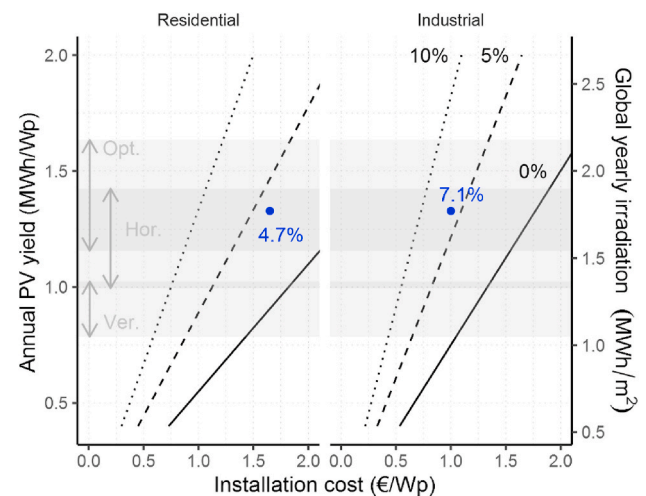 Residential
Industrial
Annual PV yield (MWh/Wp)
2.0
1.5
1.0
0.5
Opt.
Hor.
Ver.
4.7%
10%
5%
0%
7.1%
2.5
2.0
1.5
1.0
0.5
Global yearly irradiation (MWh/m²)
0.0 0.5 1.0 1.5 2.0
0.0 0.5 1.0 1.5 2.0
Installation cost (€/Wp)